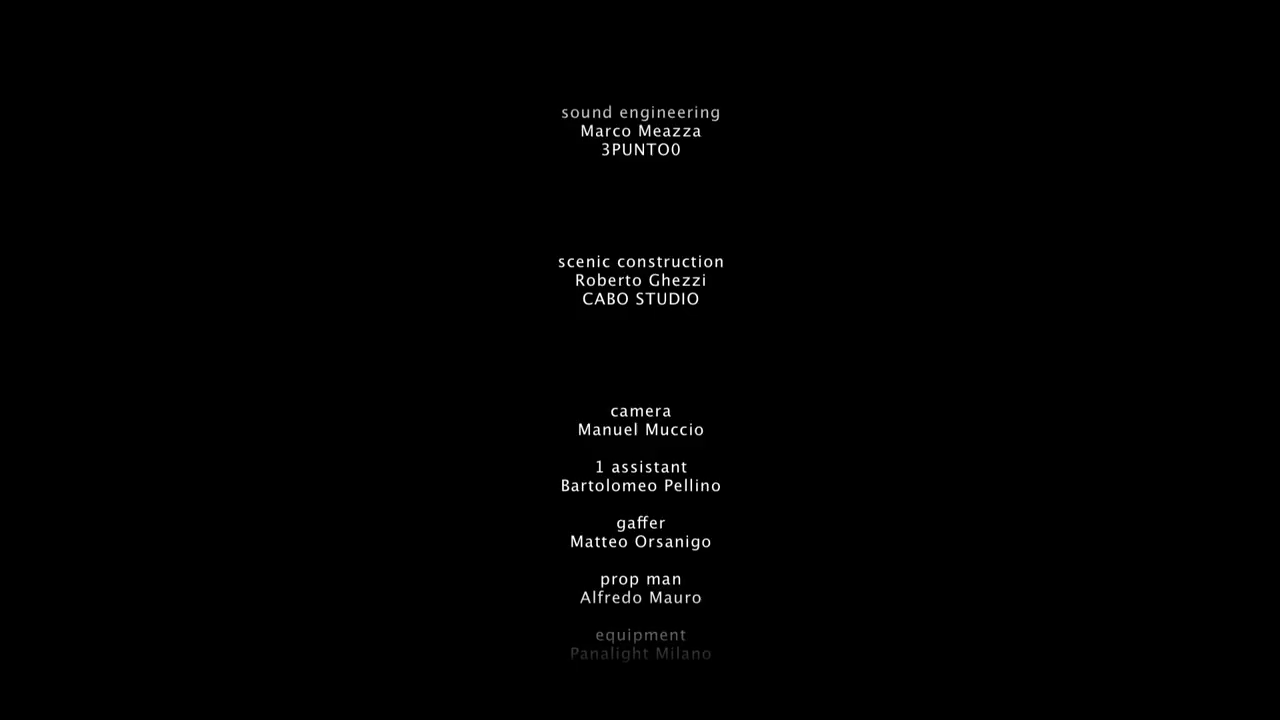 sound engineering
Marco Meazza
3PUNTO0
scenic construction
Roberto Ghezzi
CABO STUDIO
camera
Manuel Muccio
1 assistant
Bartolomeo Pellino
gaffer
Matteo Orsanigo
prop man
Alfredo Mauro
equipment
Panalight Milano